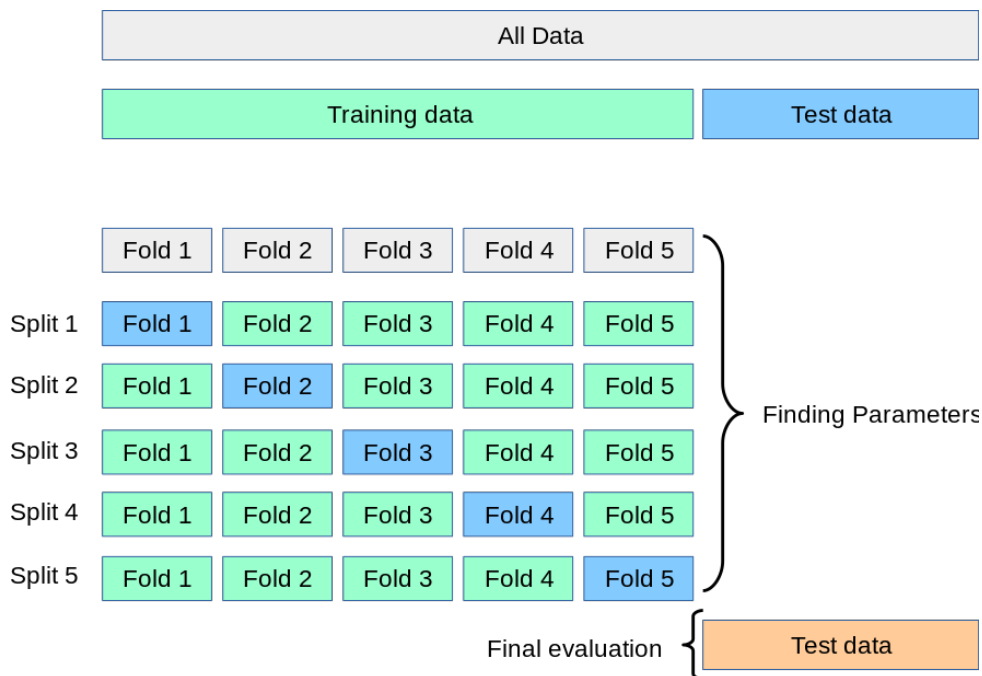 All Data
Training data Test data
Fold 1 Fold 2 Fold 3 Fold 4 Fold 5
Split 1 Fold 1 Fold 2 Fold 3 Fold 4 Fold 5
Split 2 Fold 1 Fold 2 Fold 3 Fold 4 Fold 5
Finding Parameters
Split 3 Fold 1 Fold 2 Fold 3 Fold 4 Fold 5
Split 4 Fold 1 Fold 2 Fold 3 Fold 4 Fold 5
Split 5 Fold 1 Fold 2 Fold 3 Fold 4 Fold 5
Final evaluation Test data